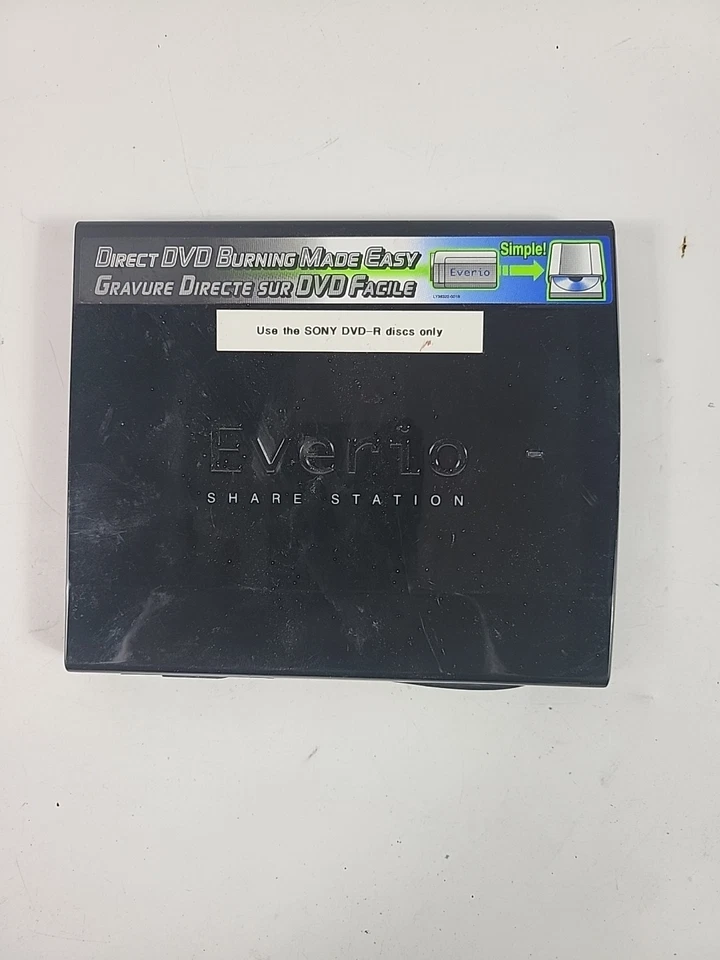 DIRECT DVD BURNING MADE EASY
GRAVURE DIRECTE SUR DVD FACILE
Simple!
Everio
Use the SONY DVD-R discs only
Everio
SHARE STATION